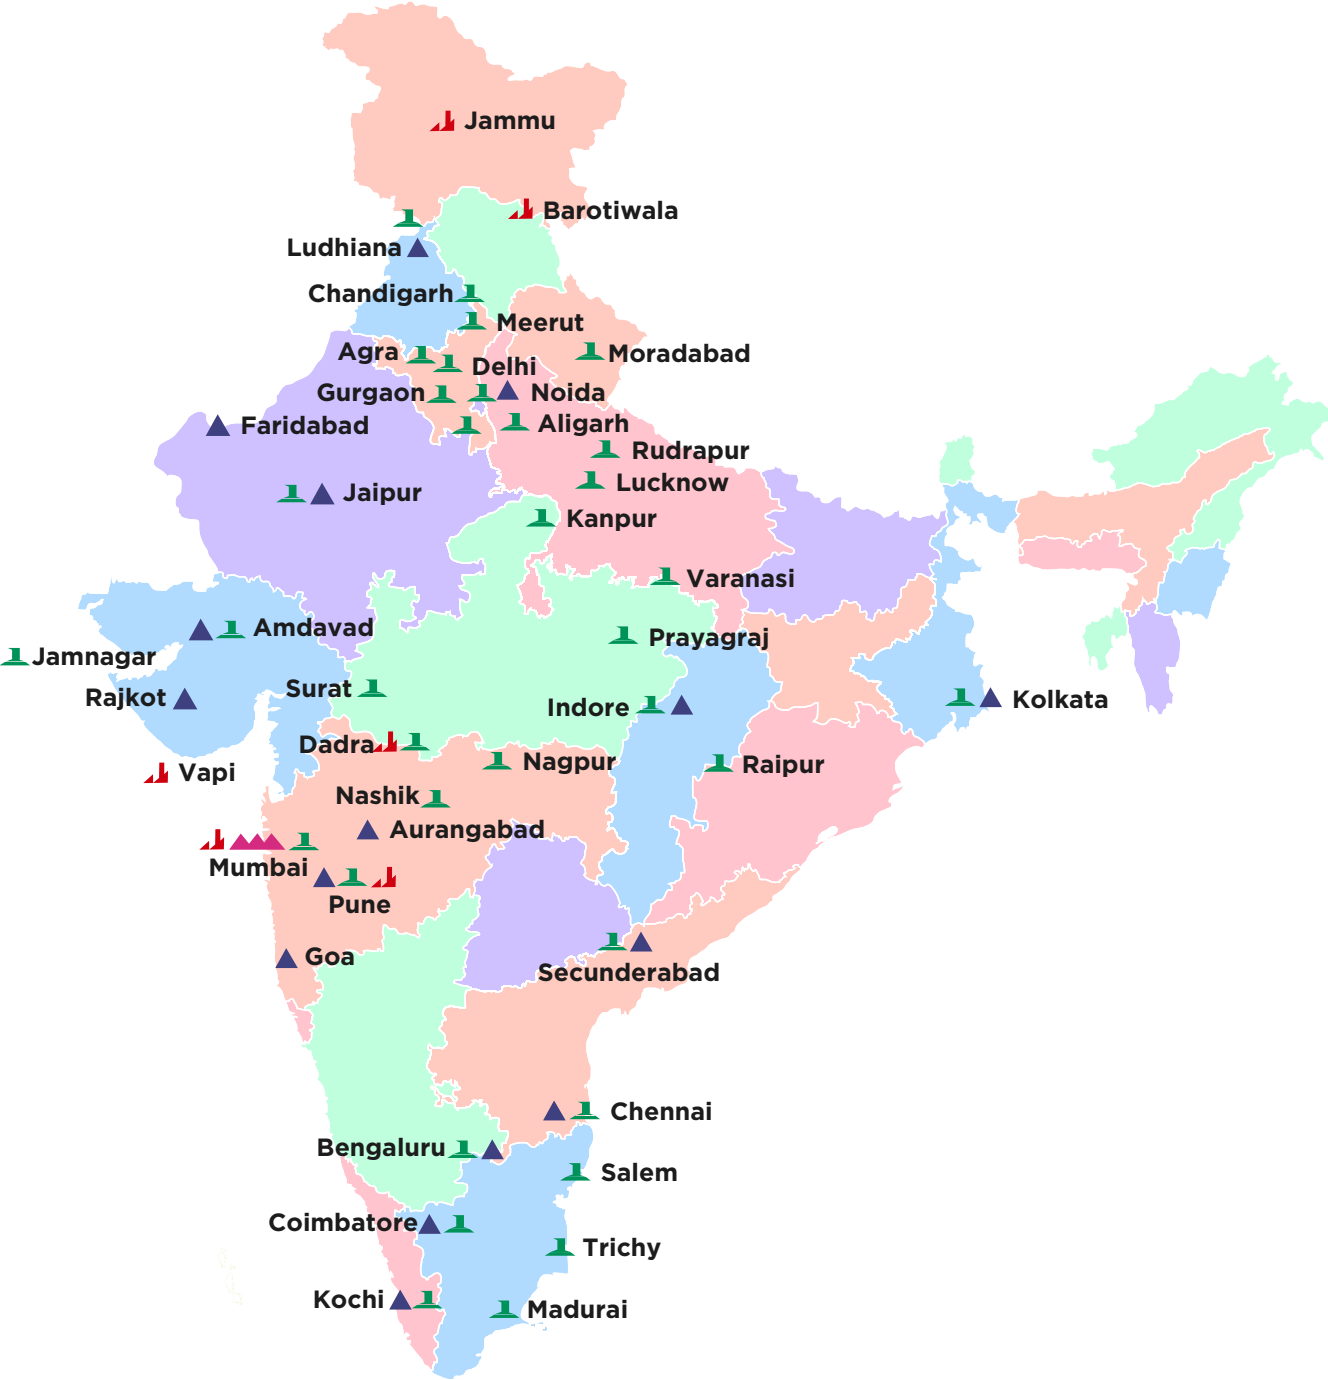 Jammu
Barotiwala
Ludhiana
Chandigarh
Meerut
Agra
Moradabad
Delhi
Gurgaon
Noida
Faridabad
Aligarh
Rudrapur
Lucknow
Jaipur
Kanpur
Varanasi
Amdavad
Prayagraj
Jamnagar
Surat
Rajkot
Indore
Kolkata
Dadra
Nagpur
Raipur
Vapi
Nashik
Aurangabad
Mumbai
Pune
Goa
Secunderabad
Chennai
Bengaluru
Salem
Coimbatore
Trichy
Kochi
Madurai